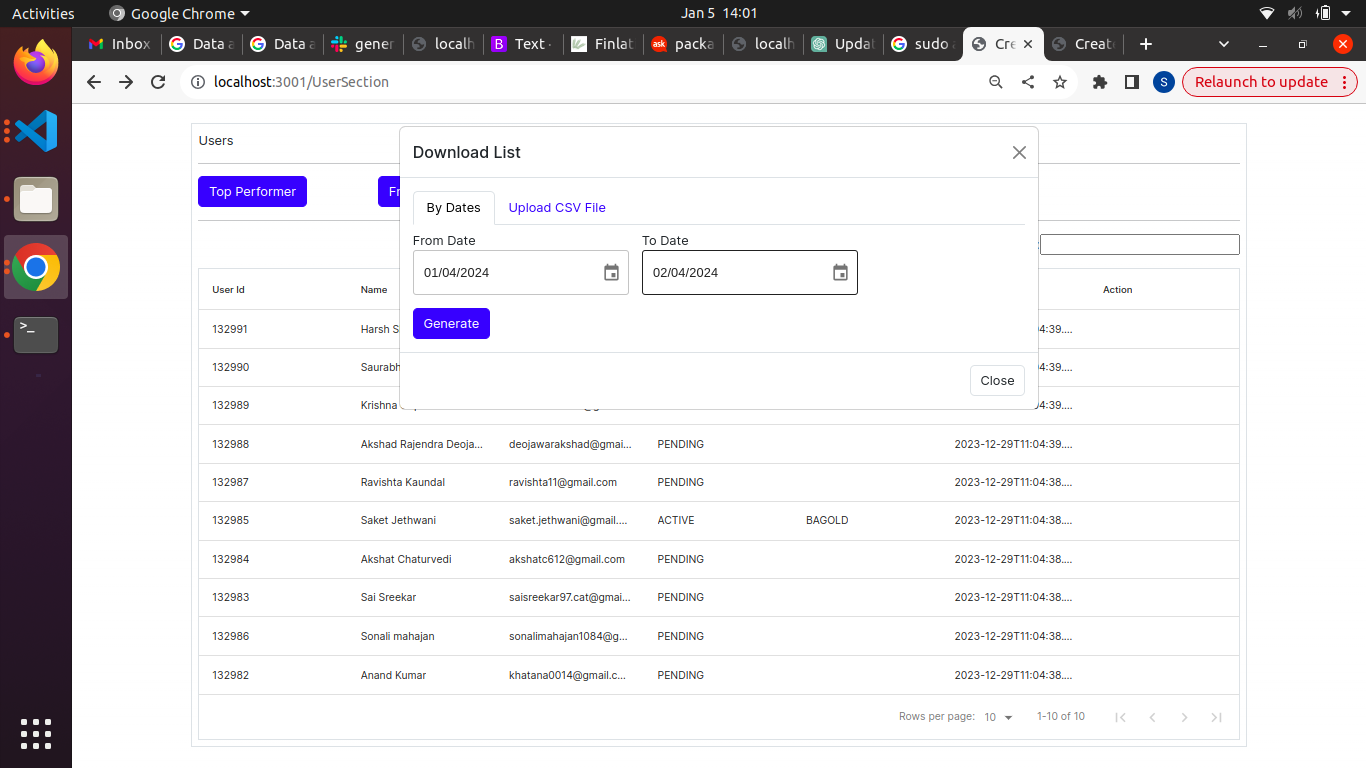 Activities Google Chrome Jan 5 14:01
Inbox Data Data gener localh Text Finlat packa localh Updat sudo Cre Create
localhost:3001/UserSection S Relaunch to update
Users
Top Performer
Download List
By Dates Upload CSV File
From Date To Date
01/04/2024 02/04/2024
Generate
Close
User Id Name Action
132991 Harsh S 4:39....
132990 Saurabh 4:39....
132989 Krishna 4:39....
132988 Akshad Rajendra Deoja... deojawarakshad@gmai... PENDING 2023-12-29T11:04:39....
132987 Ravishta Kaundal ravishta11@gmail.com PENDING 2023-12-29T11:04:38....
132985 Saket Jethwani saket.jethwani@gmail.... ACTIVE BAGOLD 2023-12-29T11:04:38....
132984 Akshat Chaturvedi akshatc612@gmail.com PENDING 2023-12-29T11:04:38....
132983 Sai Sreekar saisreekar97.cat@gmai... PENDING 2023-12-29T11:04:38....
132986 Sonali mahajan sonalimahajan1084@g... PENDING 2023-12-29T11:04:38....
132982 Anand Kumar khatana0014@gmail.c... PENDING 2023-12-29T11:04:38....
Rows per page: 10 1-10 of 10